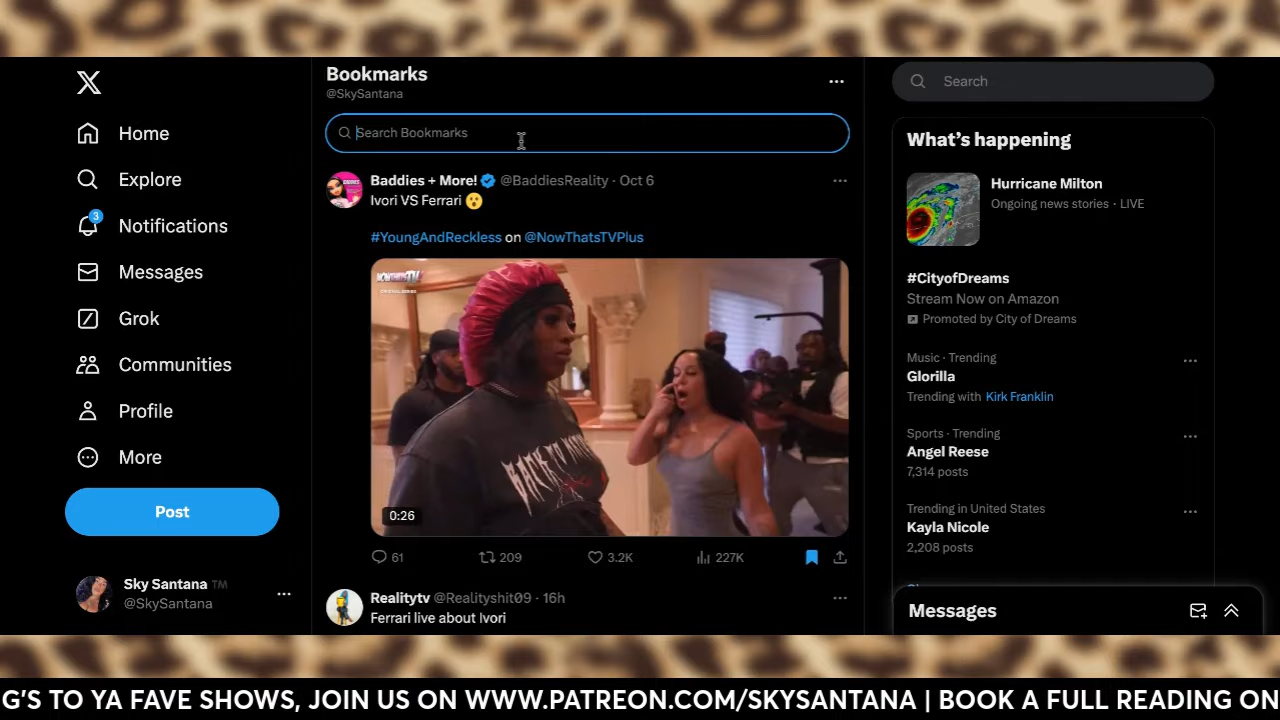 Home
Explore
3
Notifications
Messages
Grok
Communities
Profile
More
Post
Sky Santana TM
@SkySantana
Bookmarks
@SkySantana
Search Bookmarks
Baddies + More! @BaddiesReality · Oct 6
Ivori VS Ferrari 😮
#YoungAndReckless on @NowThatsTVPlus
0:26
61 209 3.2K 227K
Realitytv @Realityshit09 · 16h
Ferrari live about Ivori
Search
What's happening
Hurricane Milton
Ongoing news stories · LIVE
#CityofDreams
Stream Now on Amazon
Promoted by City of Dreams
Music · Trending
Glorilla
Trending with Kirk Franklin
Sports · Trending
Angel Reese
7,314 posts
Trending in United States
Kayla Nicole
2,208 posts
Messages
G'S TO YA FAVE SHOWS, JOIN US ON WWW.PATREON.COM/SKYSANTANA | BOOK A FULL READING ON